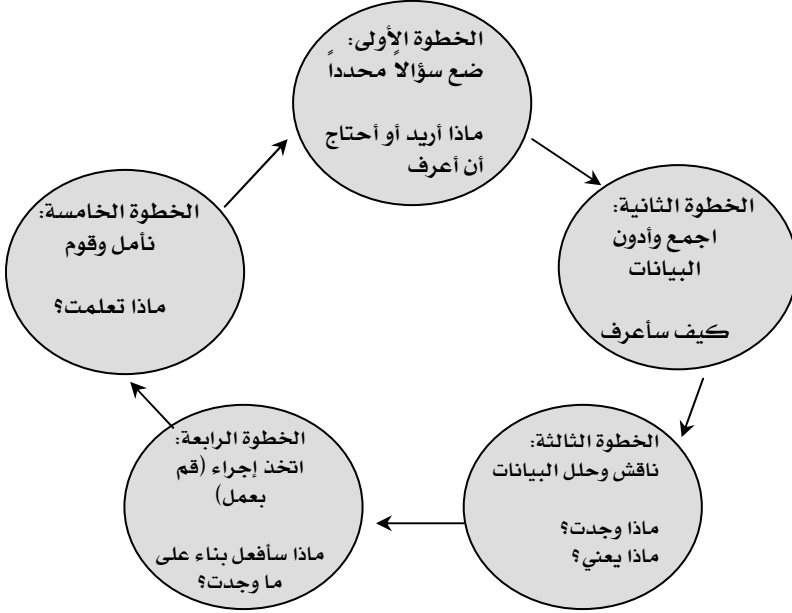 الخطوة الأولى:
ضع سؤالاً محدداً
ماذا أريد أو أحتاج
أن أعرف
الخطوة الثانية:
اجمع وأدون
البيانات
كيف سأعرف
الخطوة الثالثة:
ناقش وحلل البيانات
ماذا وجدت؟
ماذا يعني؟
الخطوة الرابعة:
اتخذ إجراء (قم
بعمل)
ماذا سأفعل بناء على
ما وجدت؟
الخطوة الخامسة:
نأمل وقوم
ماذا تعلمت؟